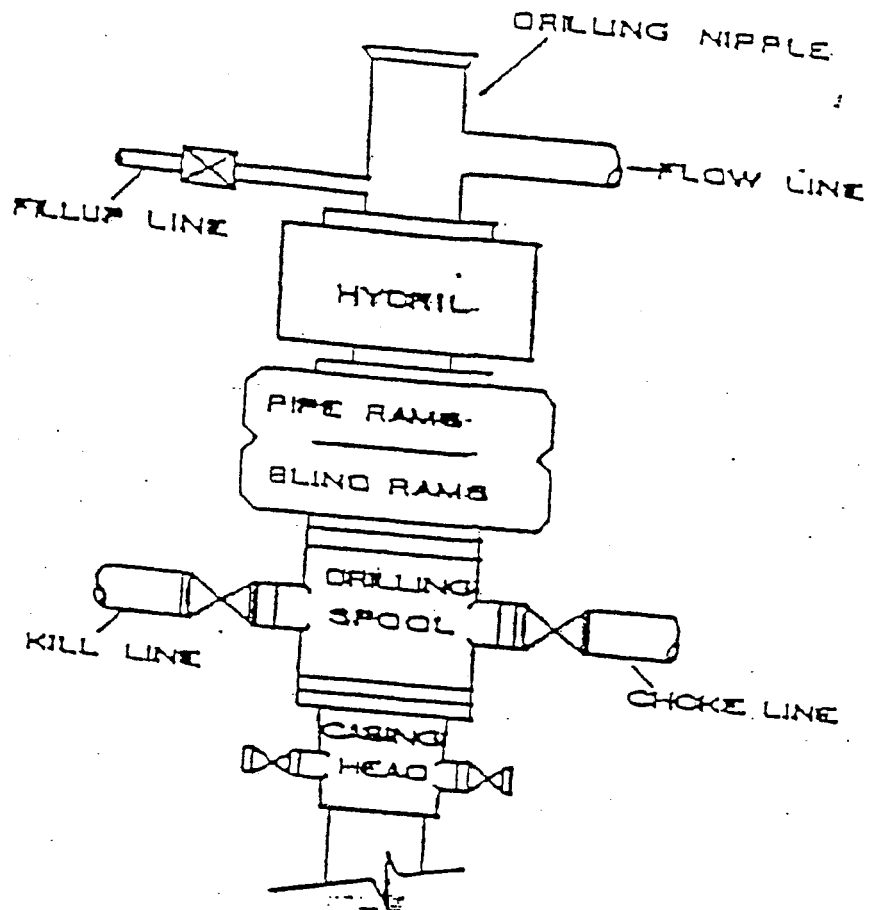 DRILLING NIPPLE
FLOW LINE
FILLUP LINE
HYDRIL
PIPE RAMS
BLIND RAMS
DRILLING
SPOOL
KILL LINE
CHOKE LINE
CASING
HEAD